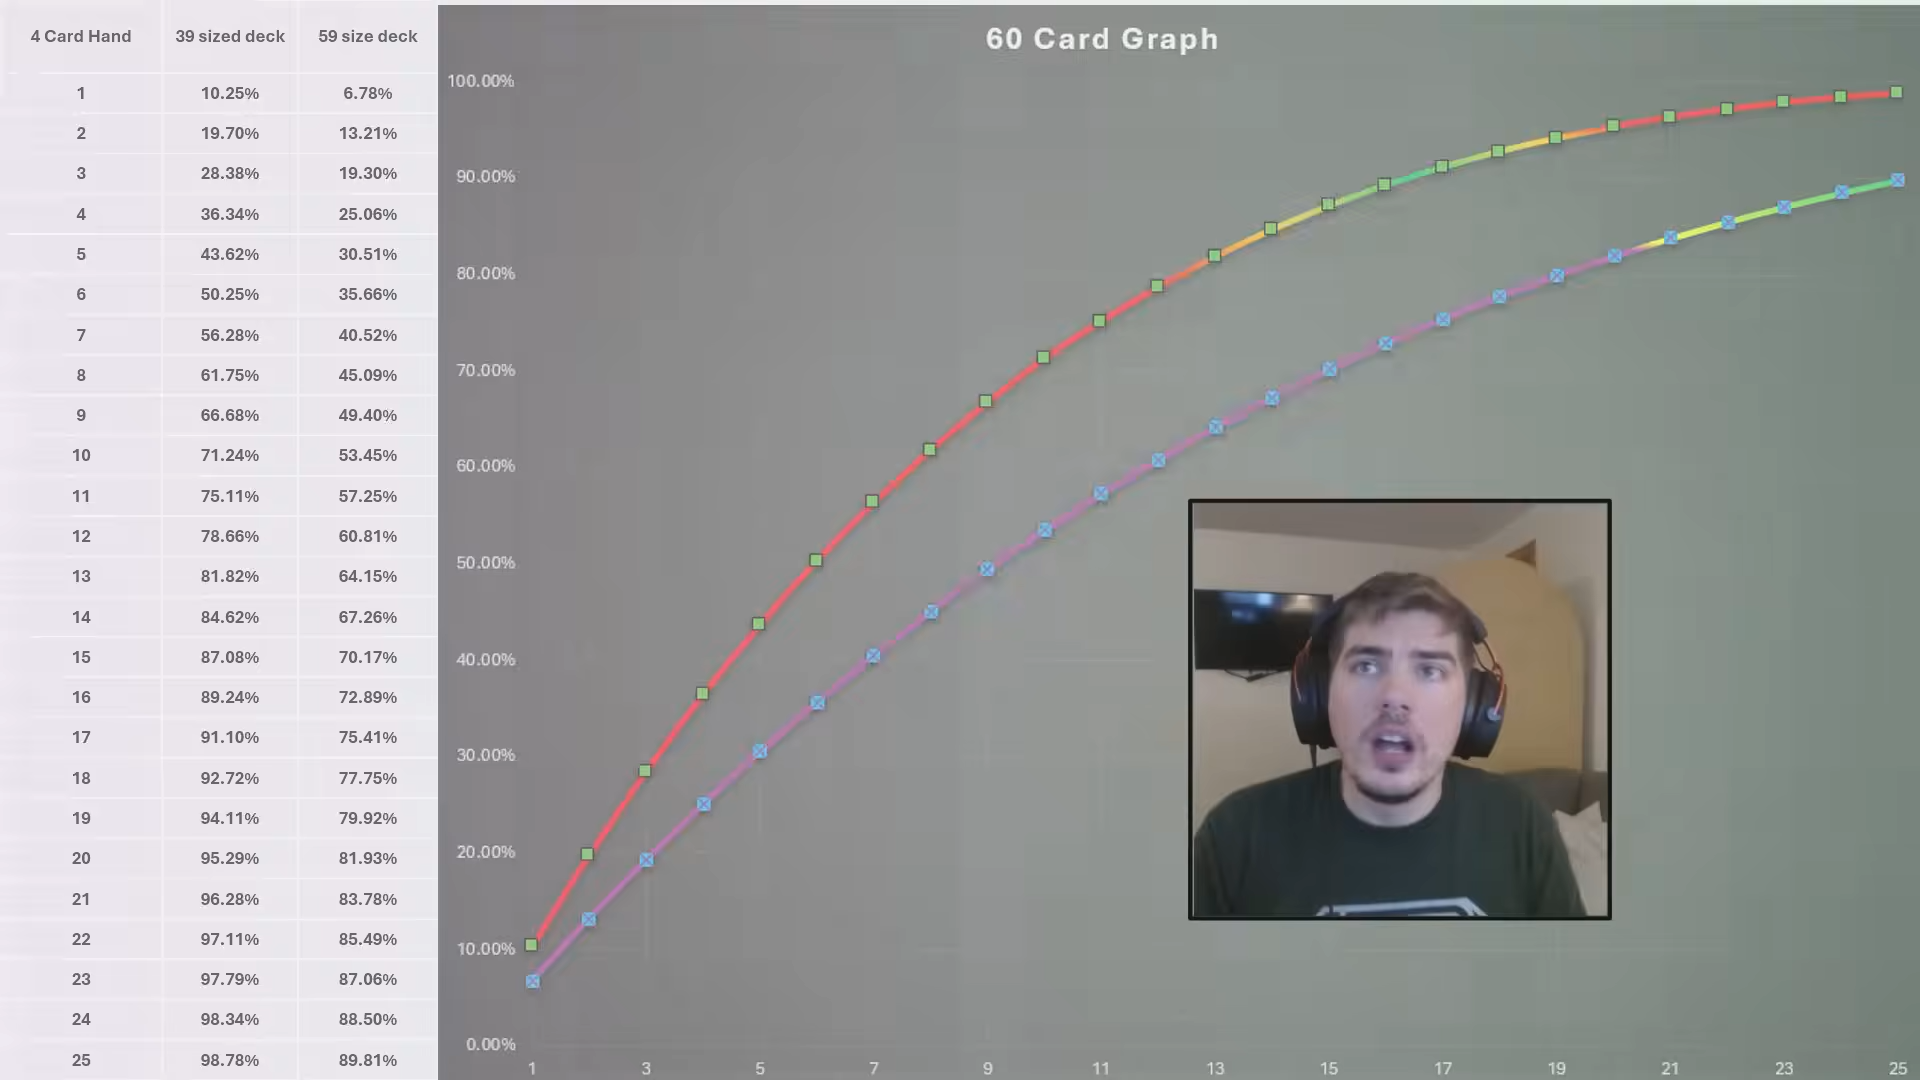 4 Card Hand 39 sized deck 59 size deck
1 10.25% 6.78%
2 19.70% 13.21%
3 28.38% 19.30%
4 36.34% 25.06%
5 43.62% 30.51%
6 50.25% 35.66%
7 56.28% 40.52%
8 61.75% 45.09%
9 66.68% 49.40%
10 71.24% 53.45%
11 75.11% 57.25%
12 78.66% 60.81%
13 81.82% 64.15%
14 84.62% 67.26%
15 87.08% 70.17%
16 89.24% 72.89%
17 91.10% 75.41%
18 92.72% 77.75%
19 94.11% 79.92%
20 95.29% 81.93%
21 96.28% 83.78%
22 97.11% 85.49%
23 97.79% 87.06%
24 98.34% 88.50%
25 98.78% 89.81%
60 Card Graph
100.00%
90.00%
80.00%
70.00%
60.00%
50.00%
40.00%
30.00%
20.00%
10.00%
0.00%
1 3 5 7 9 11 13 15 17 19 21 23 25